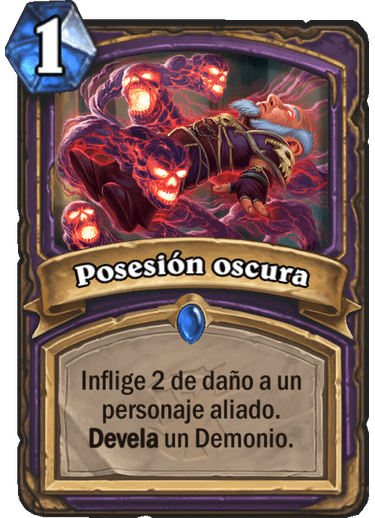 1
Posesión oscura
Inflige 2 de daño a un
personaje aliado.
Devela un Demonio.